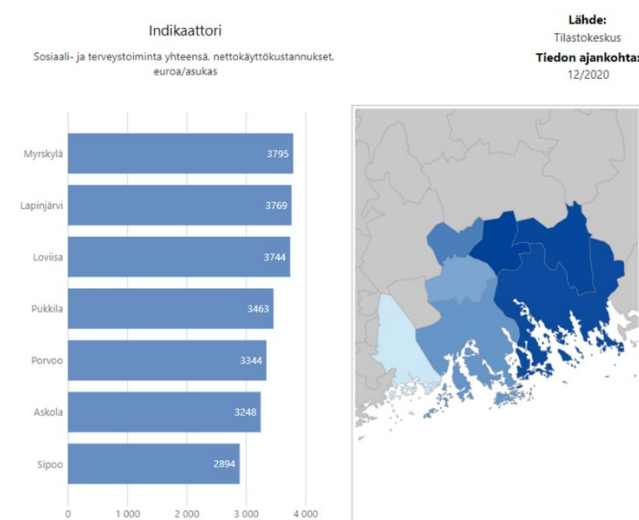 Indikaattori
Sosiaali- ja terveystoiminta yhteensä, nettokäyttökustannukset,
euroa/asukas
Lähde:
Tilastokeskus
Tiedon ajankohta:
12/2020
Myrskylä 3795
Lapinjärvi 3769
Loviisa 3744
Pukkila 3463
Porvoo 3344
Askola 3248
Sipoo 2894
0 1 000 2 000 3 000 4 000